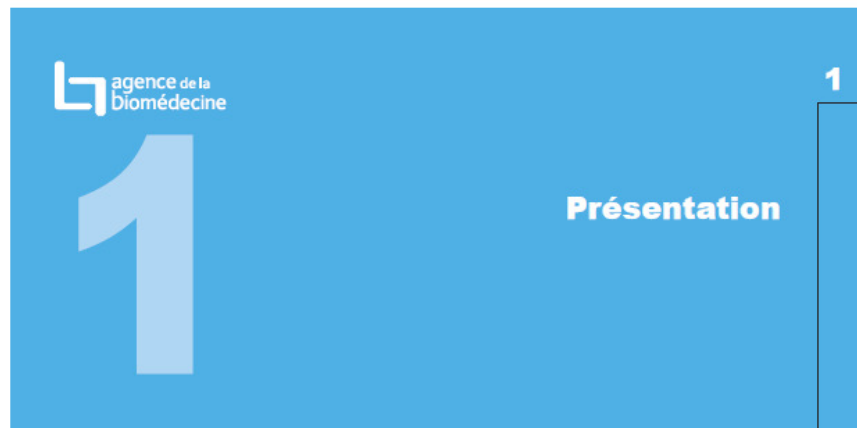 agence de la
biomédecine
1
1
Présentation